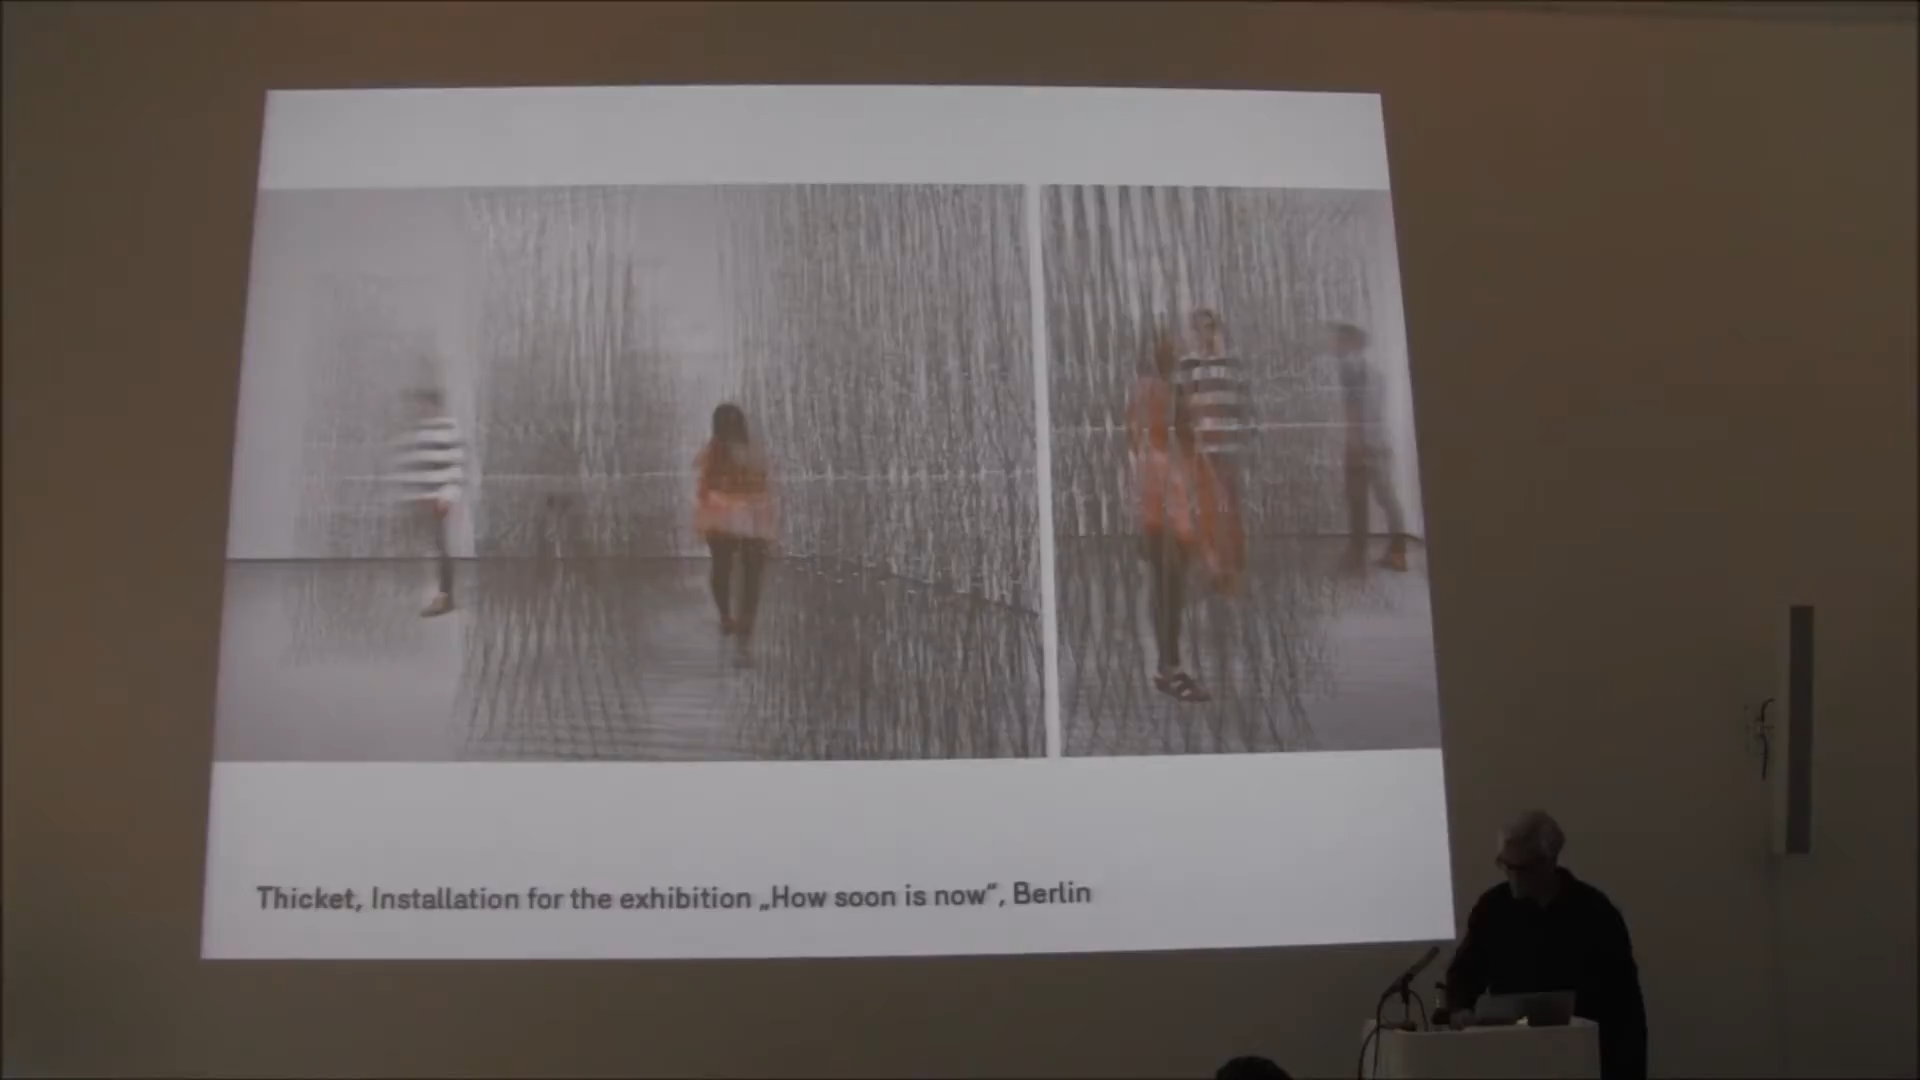 Thicket, Installation for the exhibition „How soon is now“, Berlin